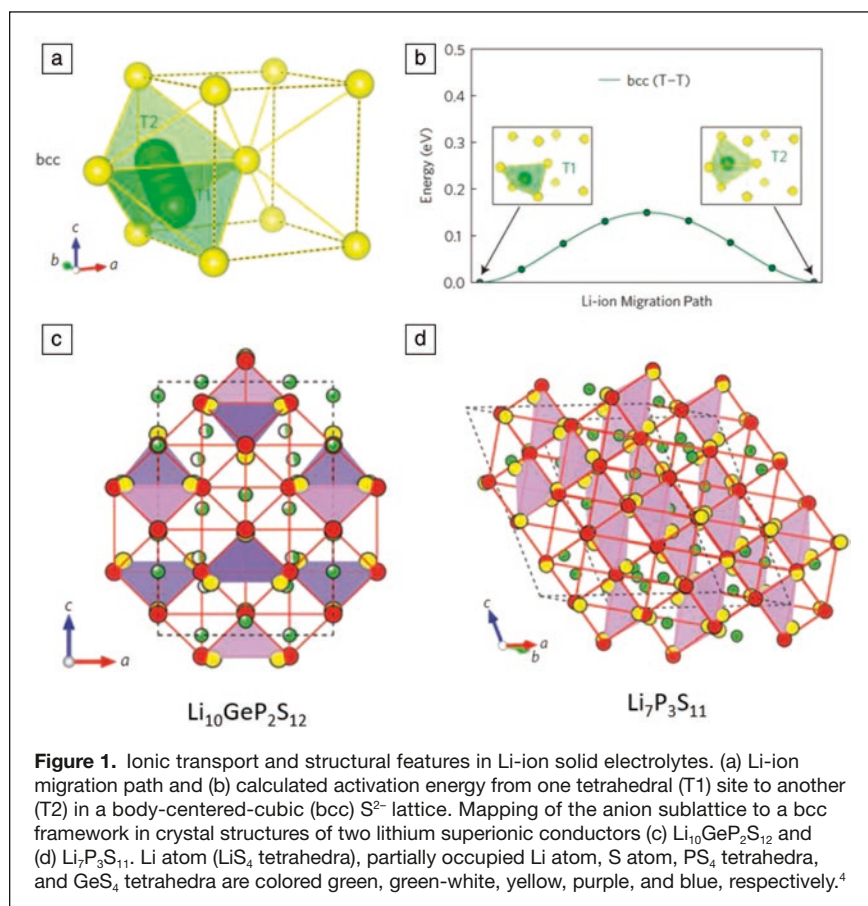 a
T2
T1
bcc
c
b
a
b
0.5
0.4
0.3
0.2
0.1
0.0
Energy (eV)
bcc (T–T)
T1
T2
Li-ion Migration Path
c
c
a
Li₁₀GeP₂S₁₂
d
c
a
b
Li₇P₃S₁₁
Figure 1. Ionic transport and structural features in Li-ion solid electrolytes. (a) Li-ion
migration path and (b) calculated activation energy from one tetrahedral (T1) site to another
(T2) in a body-centered-cubic (bcc) S²⁻ lattice. Mapping of the anion sublattice to a bcc
framework in crystal structures of two lithium superionic conductors (c) Li₁₀GeP₂S₁₂ and
(d) Li₇P₃S₁₁. Li atom (LiS₄ tetrahedra), partially occupied Li atom, S atom, PS₄ tetrahedra,
and GeS₄ tetrahedra are colored green, green-white, yellow, purple, and blue, respectively.⁴